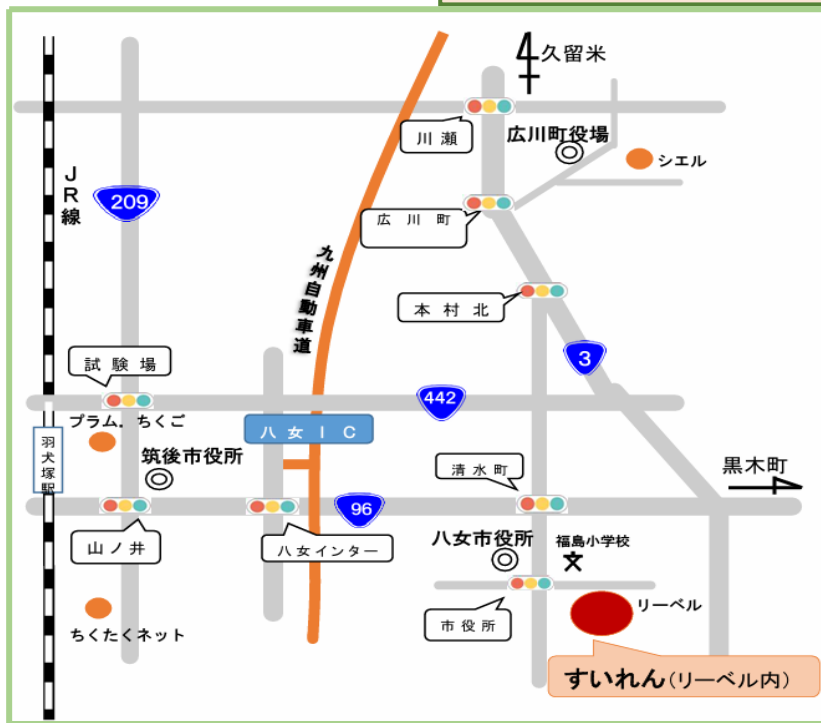 久留米
川瀬
広川町役場
シエル
JR線
209
広川町
九州自動車道
本村北
3
試験場
442
プラム．ちくご
八女IC
羽犬塚駅
筑後市役所
清水町
黒木町
96
山ノ井
八女インター
八女市役所
福島小学校
文
市役所
リーベル
ちくたくネット
すいれん(リーベル内)